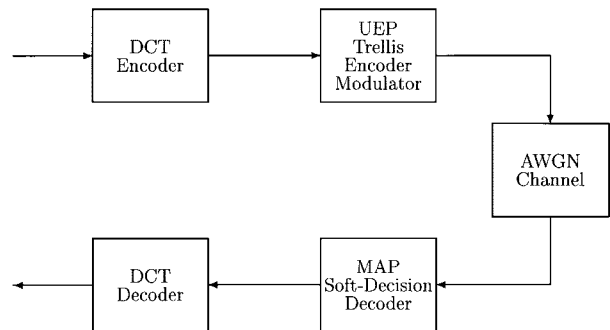 DCT
Encoder
UEP
Trellis
Encoder
Modulator
AWGN
Channel
MAP
Soft-Decision
Decoder
DCT
Decoder